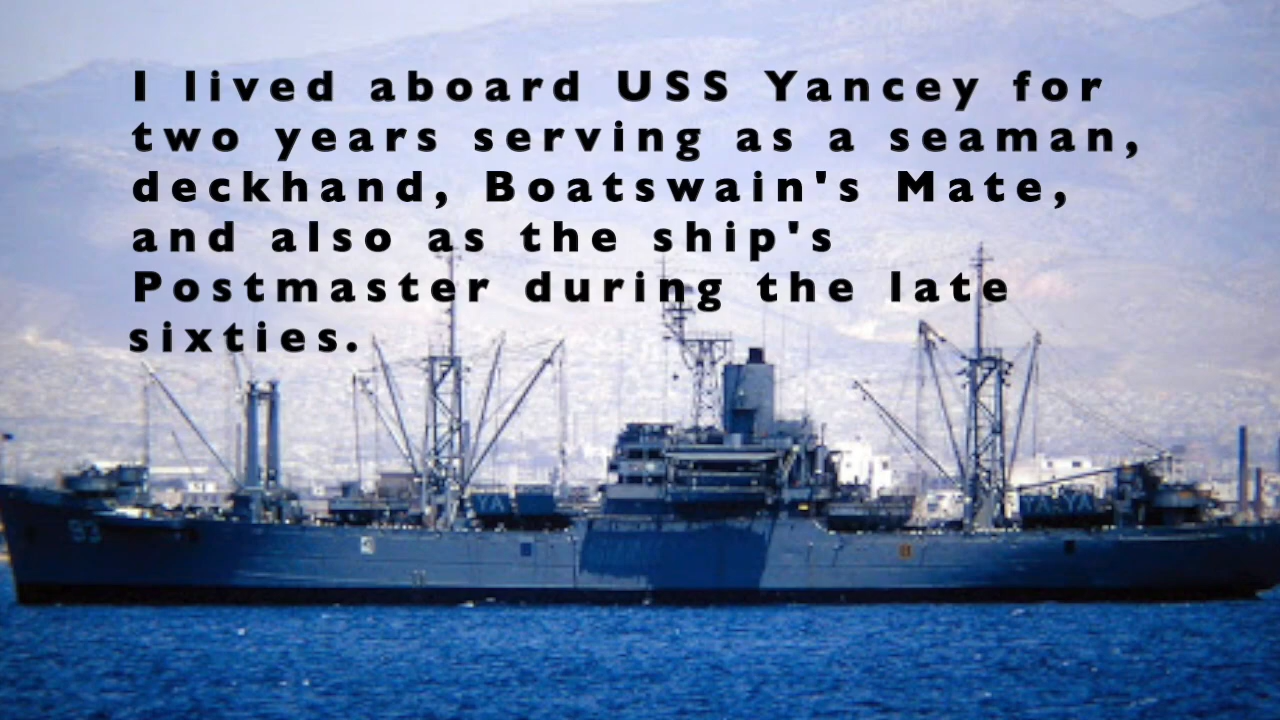 I lived aboard USS Yancey for
two years serving as a seaman,
deckhand, Boatswain's Mate,
and also as the ship's
Postmaster during the late
sixties.
93